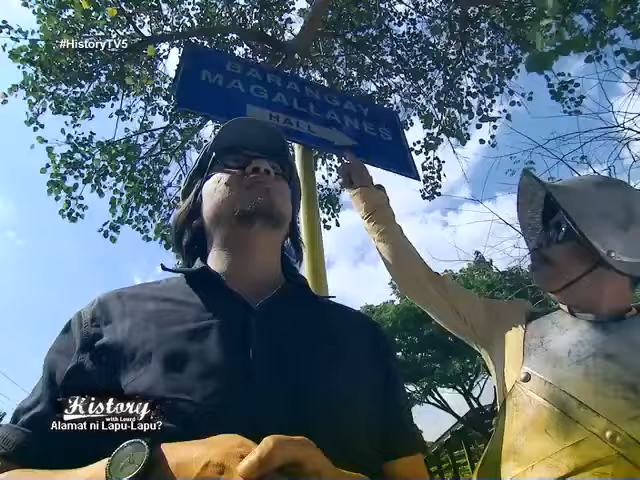 #HistoryTV5
BARANGAY
MAGALLANES
HALL
History
with Lourd
Alamat ni Lapu-Lapu?